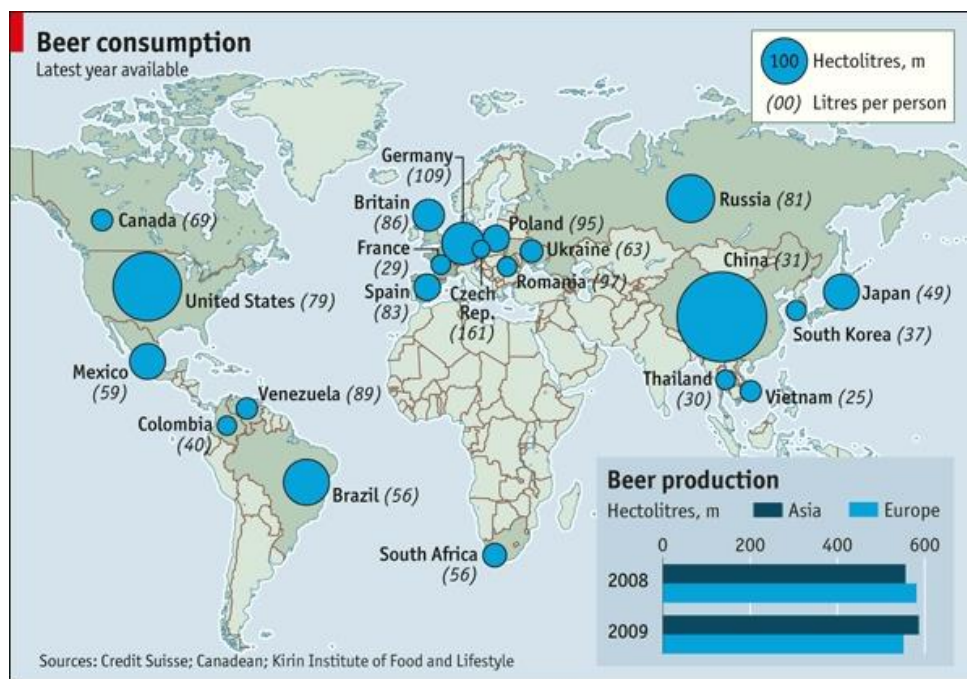 Beer consumption
Latest year available
100 Hectolitres, m
(00) Litres per person
Germany
(109)
Britain
(86)
Canada (69)
Russia (81)
Poland (95)
Ukraine (63)
France
(29)
China (31)
Romania (97)
Spain
(83)
Czech
Rep.
(161)
United States (79)
Japan (49)
South Korea (37)
Mexico
(59)
Thailand
(30)
Vietnam (25)
Venezuela (89)
Colombia
(40)
Brazil (56)
South Africa
(56)
Beer production
Hectolitres, m Asia Europe
0 200 400 600
2008
2009
Sources: Credit Suisse; Canadean; Kirin Institute of Food and Lifestyle